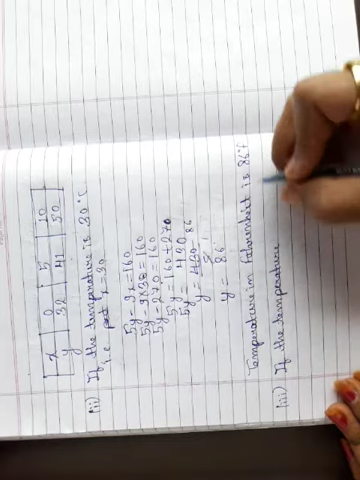 x 0 5 10
y 32 41 50
(ii) If the temperature is 30°C
i.e put x = 30
5y - 9x = 160
5y - 9×30 = 160
5y - 270 = 160
5y = 160 + 270
5y = 430
y = 430 86
5
y = 86
Temperature in fahrenheit is 86°F
(iii) If the temperature